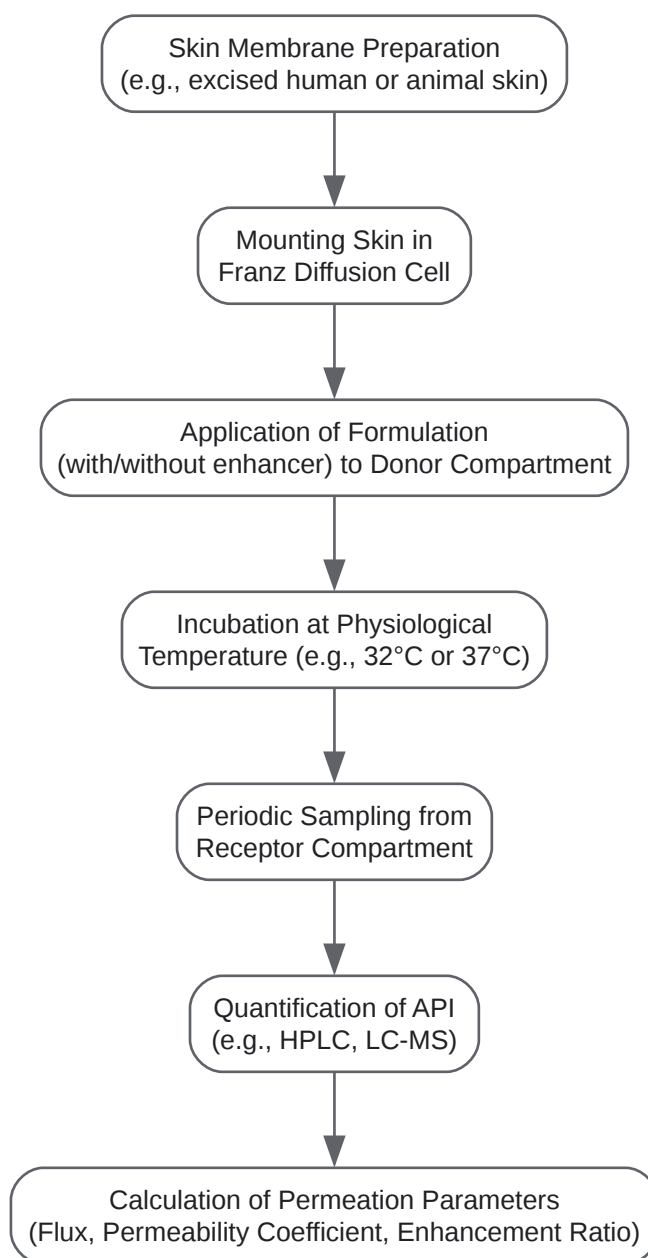 Skin Membrane Preparation
(e.g., excised human or animal skin)
Mounting Skin in
Franz Diffusion Cell
Application of Formulation
(with/without enhancer) to Donor Compartment
Incubation at Physiological
Temperature (e.g., 32°C or 37°C)
Periodic Sampling from
Receptor Compartment
Quantification of API
(e.g., HPLC, LC-MS)
Calculation of Permeation Parameters
(Flux, Permeability Coefficient, Enhancement Ratio)